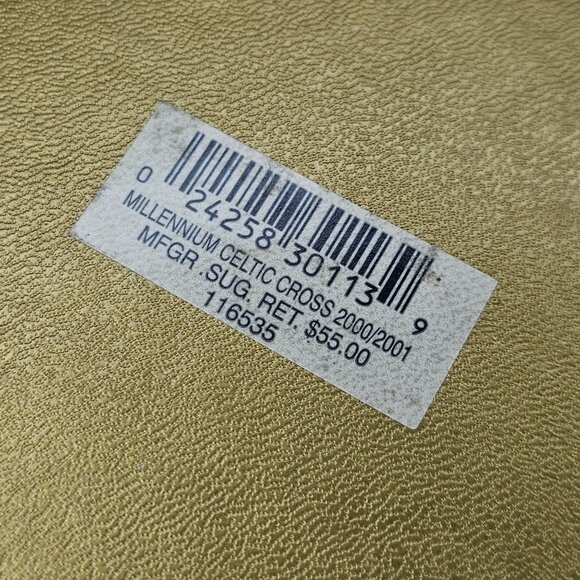 0 24258 30113 9
MILLENNIUM CELTIC CROSS 2000/2001
MFGR. SUG. RET. $55.00
116535